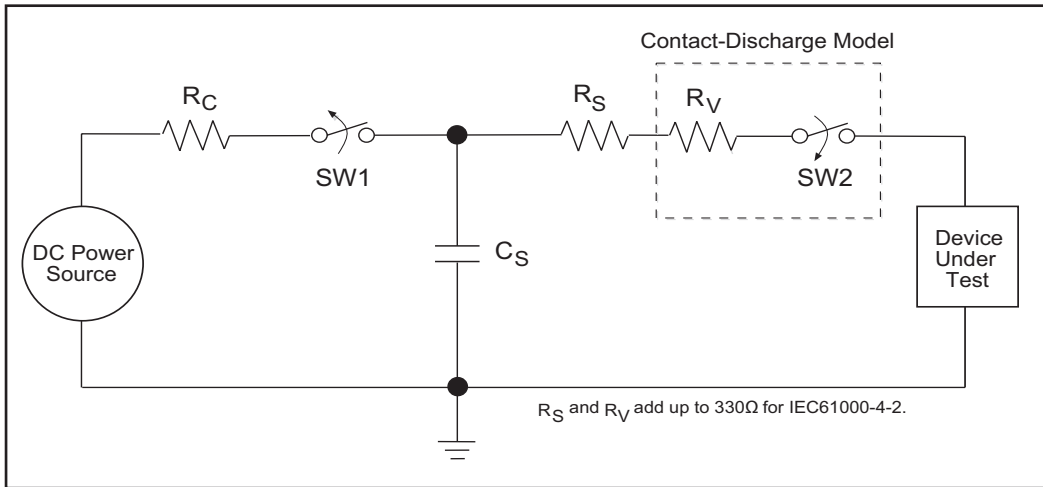 Contact-Discharge Model
RC
RS
RV
SW1
SW2
DC Power
Source
CS
Device
Under
Test
RS and RV add up to 330Ω for IEC61000-4-2.